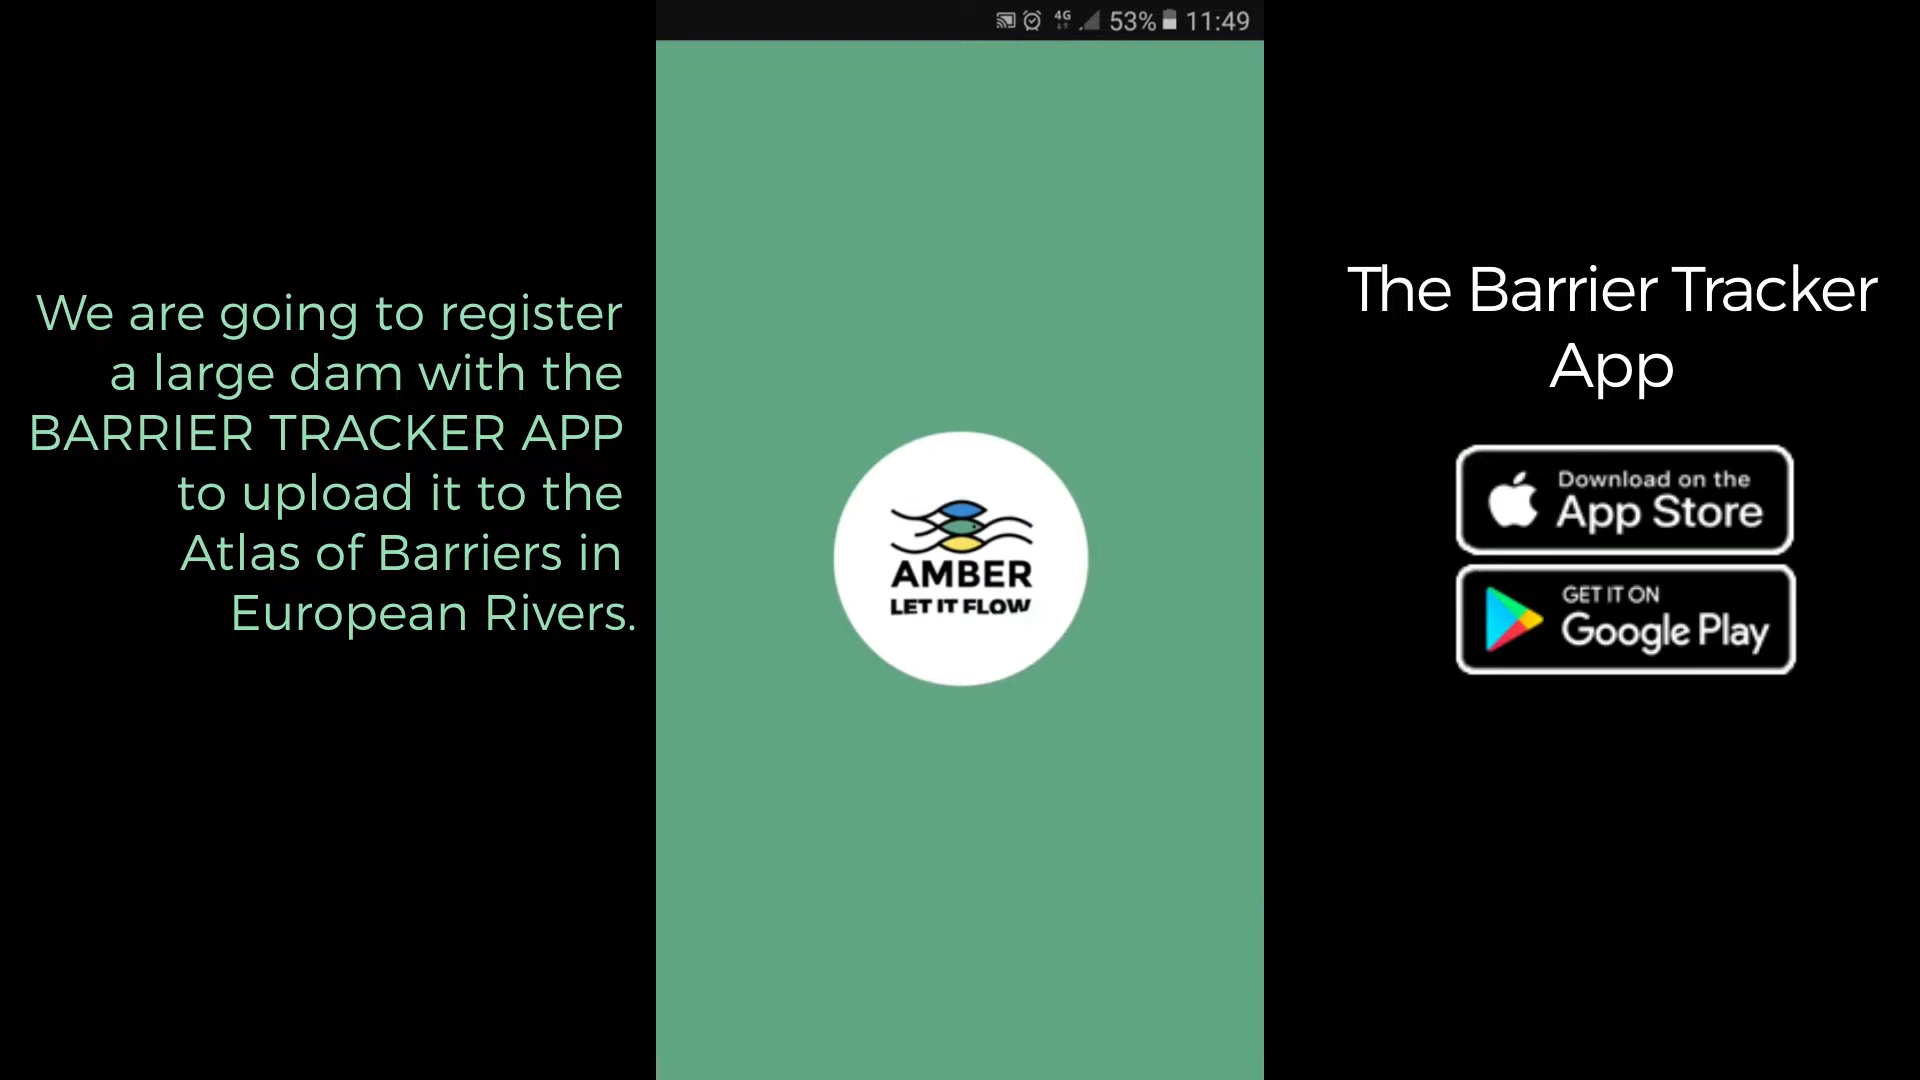 4G 53% 11:49
We are going to register
a large dam with the
BARRIER TRACKER APP
to upload it to the
Atlas of Barriers in
European Rivers.
AMBER
LET IT FLOW
The Barrier Tracker
App
Download on the
App Store
GET IT ON
Google Play